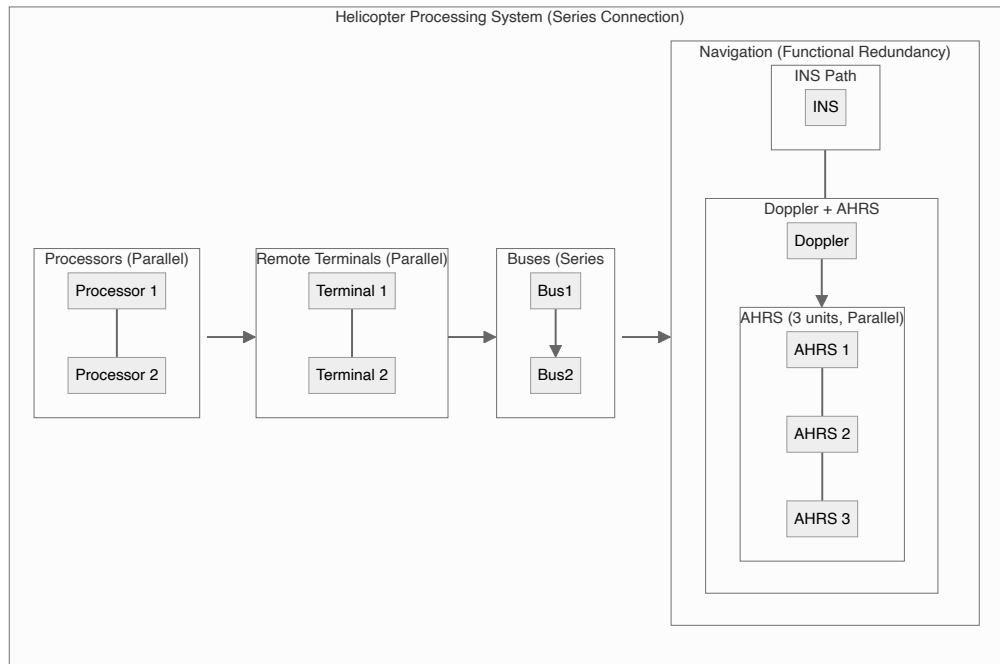 Helicopter Processing System (Series Connection)
Navigation (Functional Redundancy)
INS Path
INS
Doppler + AHRS
Doppler
AHRS (3 units, Parallel)
AHRS 1
AHRS 2
AHRS 3
Processors (Parallel)
Processor 1
Processor 2
Remote Terminals (Parallel)
Terminal 1
Terminal 2
Buses (Series
Bus1
Bus2